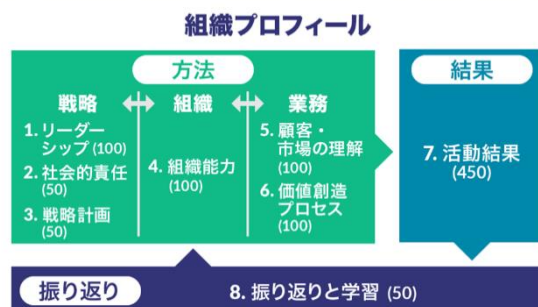 組織プロフィール
方法
戦略
組織
業務
1. リーダー
シップ (100)
2. 社会的責任
(50)
3. 戦略計画
(50)
4. 組織能力
(100)
5. 顧客・
市場の理解
(100)
6. 価値創造
プロセス
(100)
結果
7. 活動結果
(450)
振り返り
8. 振り返りと学習 (50)